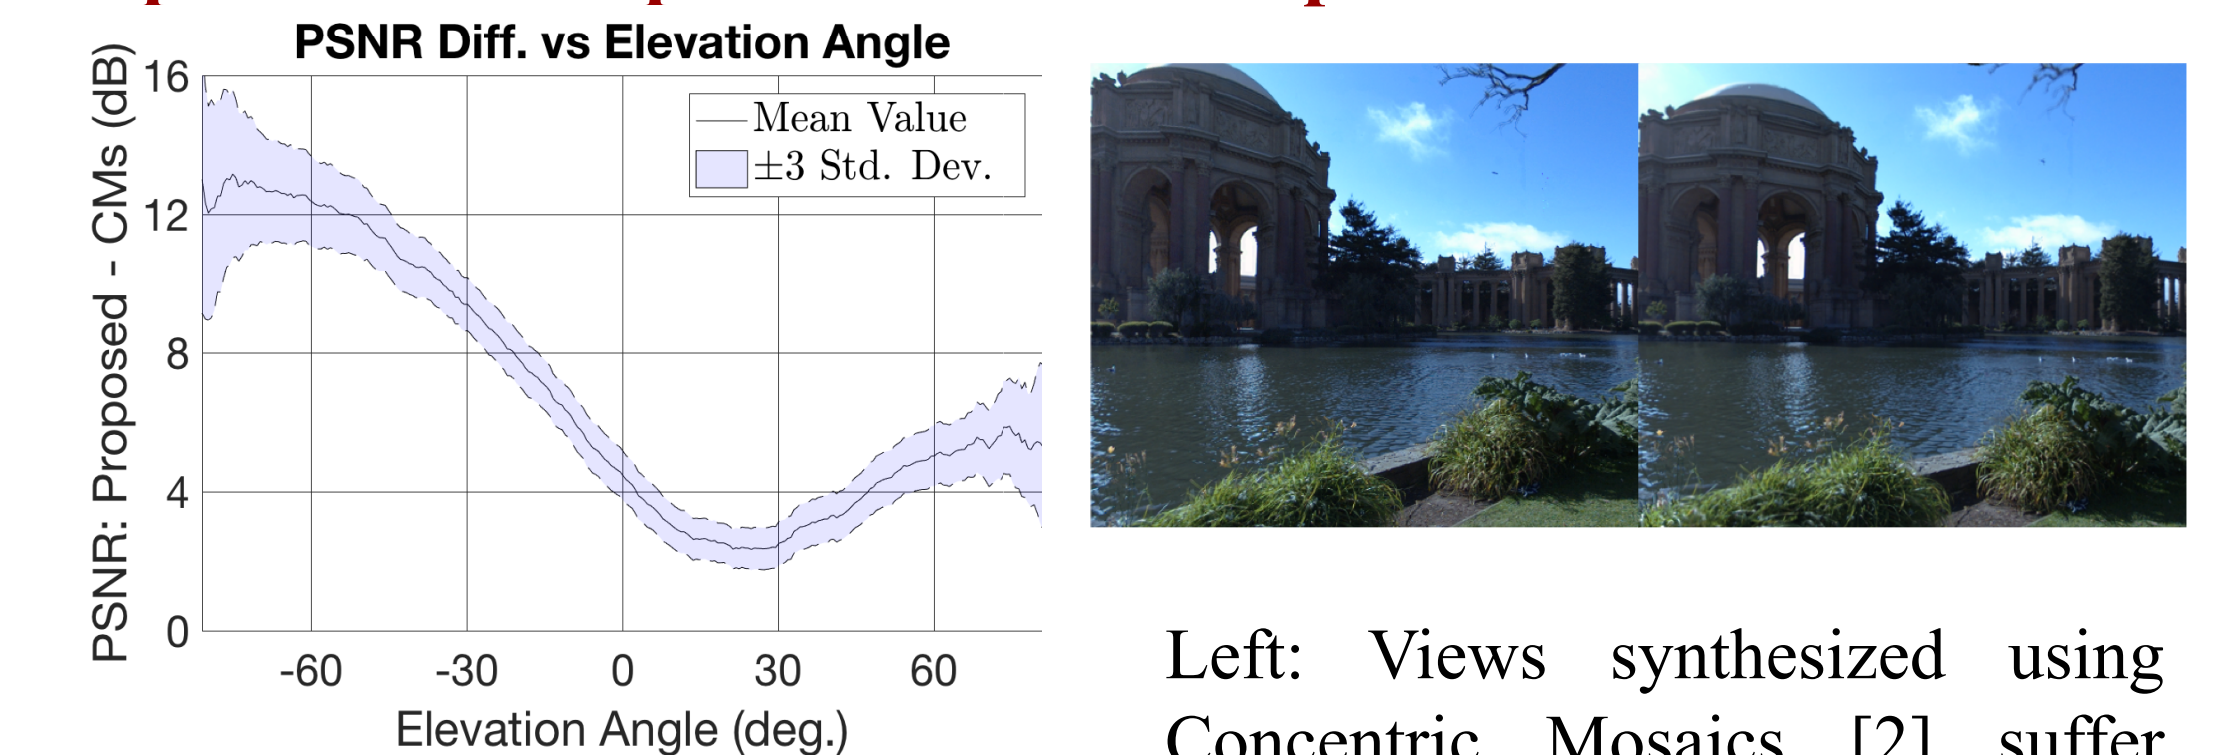 PSNR Diff. vs Elevation Angle
PSNR: Proposed - CMs (dB)
16
12
8
4
0
Mean Value
±3 Std. Dev.
-60 -30 0 30 60
Elevation Angle (deg.)
Left: Views synthesized using
Concentric Mosaics [2] suffer